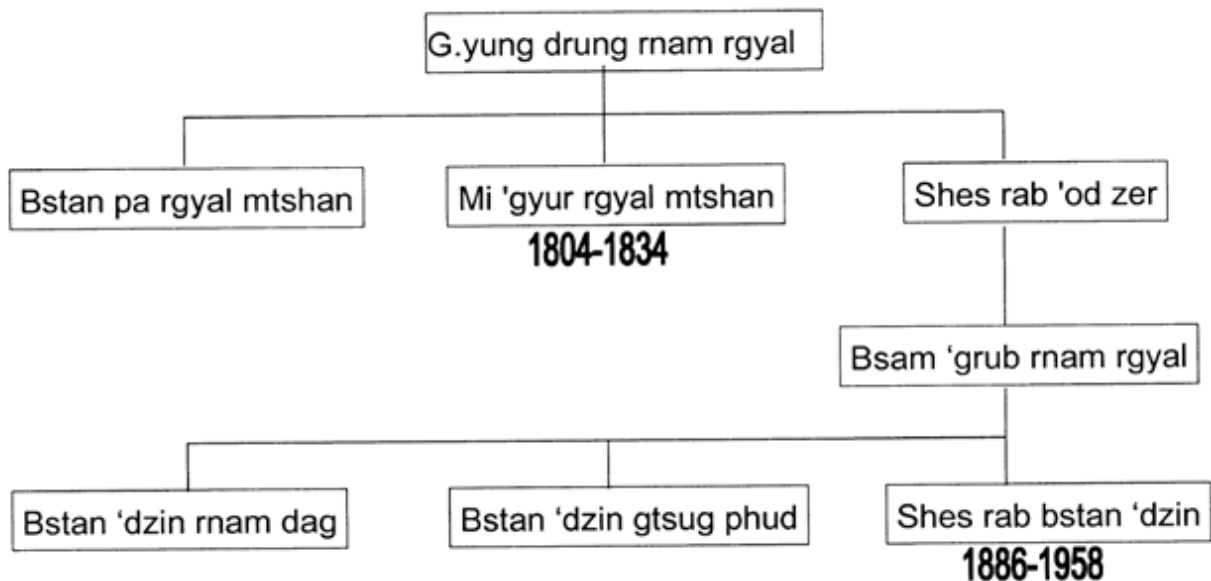 G.yung drung rnam rgyal
Bstan pa rgyal mtshan
Mi 'gyur rgyal mtshan
1804-1834
Shes rab 'od zer
Bsam ‘grub rnam rgyal
Bstan ‘dzin rnam dag
Bstan ‘dzin gtsug phud
Shes rab bstan ‘dzin
1886-1958